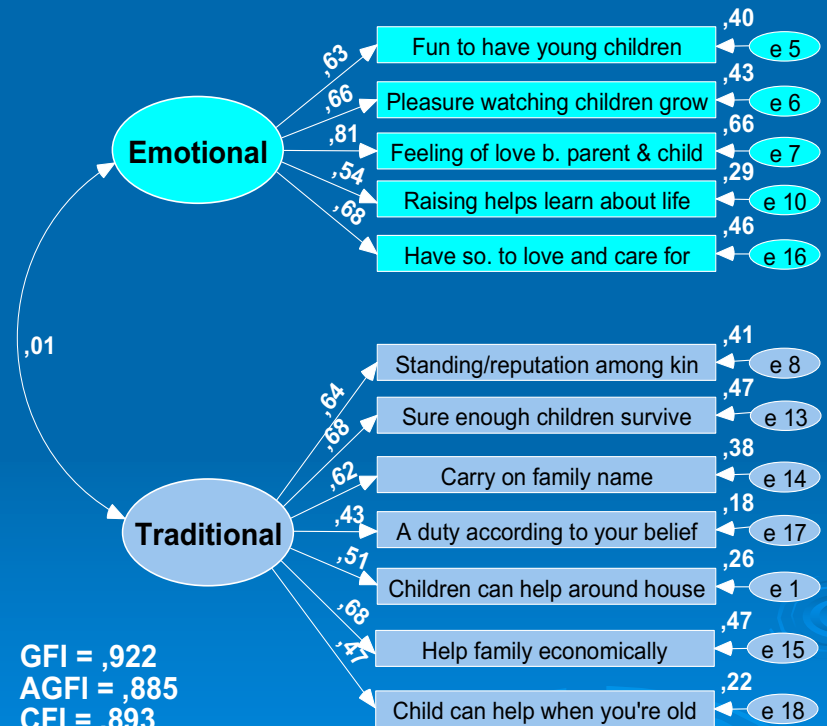 ,40
,63
Fun to have young children
e 5
,43
,66
Pleasure watching children grow
e 6
,66
Emotional
,81
Feeling of love b. parent & child
e 7
,29
,54
Raising helps learn about life
e 10
,46
,68
Have so. to love and care for
e 16
,01
,41
,64
Standing/reputation among kin
e 8
,47
,68
Sure enough children survive
e 13
,38
,62
Carry on family name
e 14
,18
Traditional
,43
A duty according to your belief
e 17
,26
,51
Children can help around house
e 1
,47
,68
Help family economically
e 15
,22
,47
Child can help when you're old
e 18
GFI = ,922
AGFI = ,885
CFI = ,893